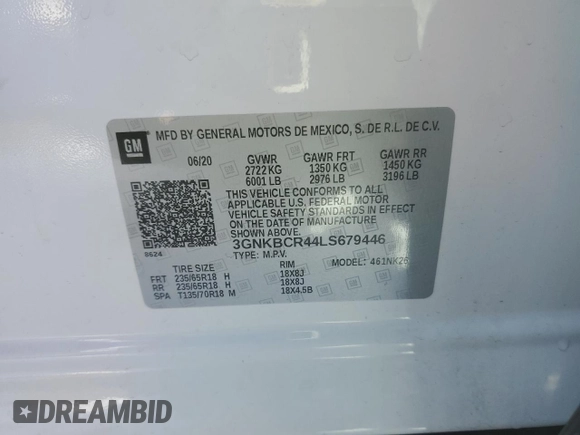 GM
MFD BY GENERAL MOTORS DE MEXICO, S. DE R.L. DE C.V.
06/20 GVWR GAWR FRT GAWR RR
2722 KG 1350 KG 1450 KG
6001 LB 2976 LB 3196 LB
THIS VEHICLE CONFORMS TO ALL
APPLICABLE U.S. FEDERAL MOTOR
VEHICLE SAFETY STANDARDS IN
EFFECT ON THE DATE OF
MANUFACTURE SHOWN ABOVE.
8624 3GNKBCR44LS679446
TYPE: M.P.V. MODEL: 461NK26
TIRE SIZE RIM
FRT 235/65R18 H 18X8J
RR 235/65R18 H 18X8J
SPA T135/70R18 M 18X4.5B
DREAMBID